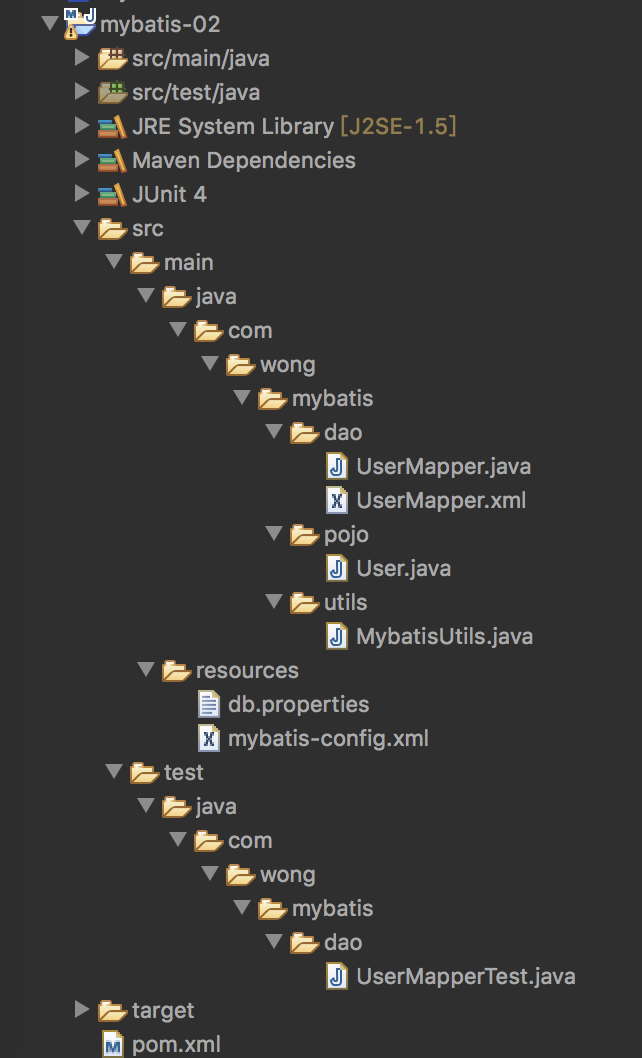 mybatis-02
src/main/java
src/test/java
JRE System Library [J2SE-1.5]
Maven Dependencies
JUnit 4
src
main
java
com
wong
mybatis
dao
UserMapper.java
UserMapper.xml
pojo
User.java
utils
MybatisUtils.java
resources
db.properties
mybatis-config.xml
test
java
com
wong
mybatis
dao
UserMapperTest.java
target
pom.xml